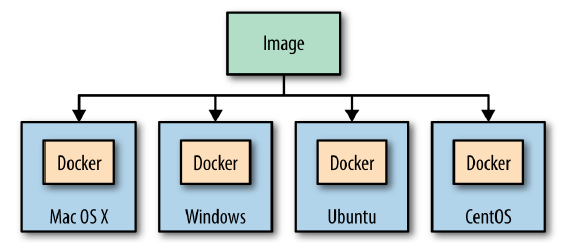 Image
Docker
Docker
Docker
Docker
Mac OS X
Windows
Ubuntu
CentOS